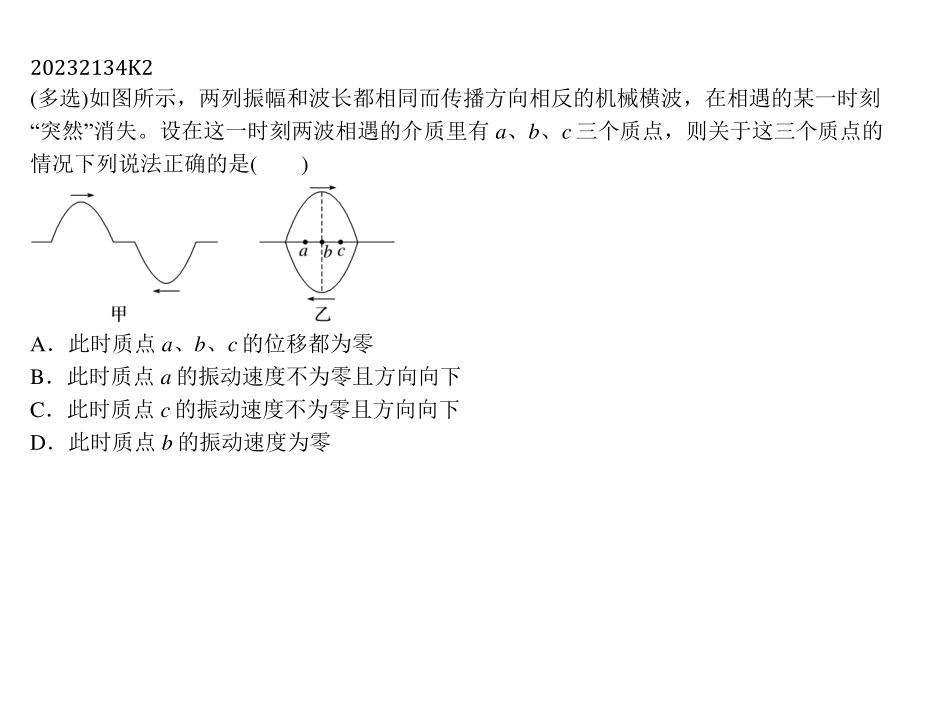 20232134K2
(多选)如图所示，两列振幅和波长都相同而传播方向相反的机械横波，在相遇的某一时刻
“突然”消失。设在这一时刻两波相遇的介质里有 a、b、c 三个质点，则关于这三个质点的
情况下列说法正确的是(　　)
a b c
甲 乙
A．此时质点 a、b、c 的位移都为零
B．此时质点 a 的振动速度不为零且方向向下
C．此时质点 c 的振动速度不为零且方向向下
D．此时质点 b 的振动速度为零